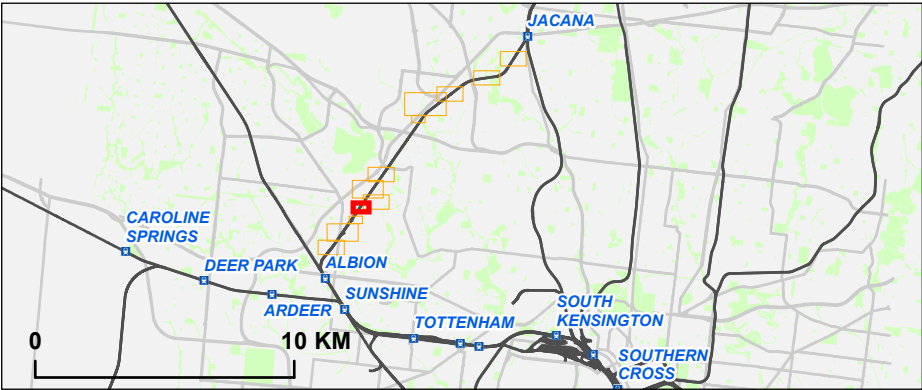 JACANA
CAROLINE
SPRINGS
DEER PARK
ALBION
ARDEER
SUNSHINE
TOTTENHAM
SOUTH
KENSINGTON
SOUTHERN
CROSS
0
10 KM